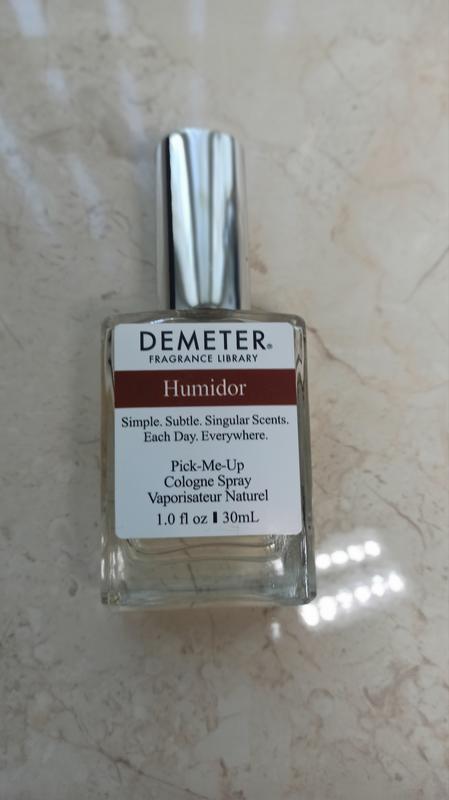 DEMETER®
FRAGRANCE LIBRARY
Humidor
Simple. Subtle. Singular Scents.
Each Day. Everywhere.
Pick-Me-Up
Cologne Spray
Vaporisateur Naturel
1.0 fl oz | 30mL